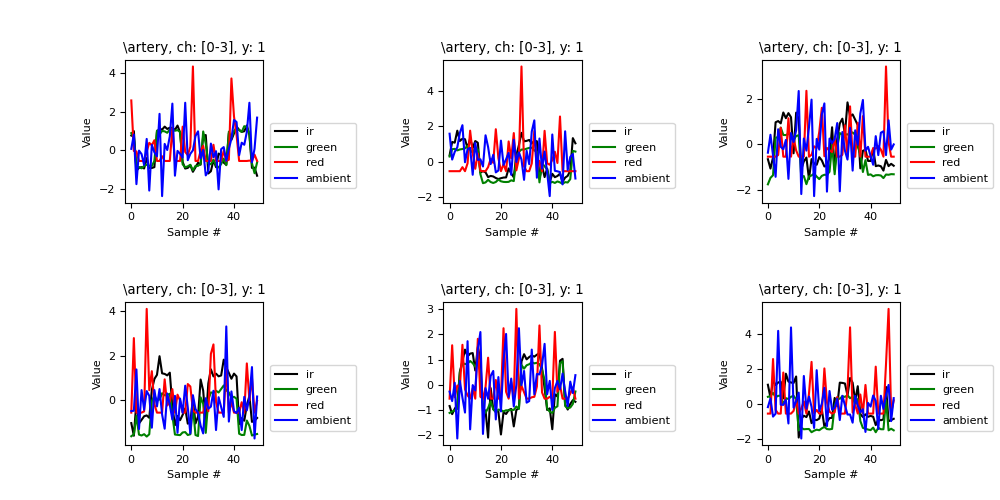 \artery, ch: [0-3], y: 1
\artery, ch: [0-3], y: 1
\artery, ch: [0-3], y: 1
4
2
0
−2
Value
0
20
40
Sample #
ir
green
red
ambient
4
2
0
−2
Value
0
20
40
Sample #
ir
green
red
ambient
2
0
−2
Value
0
20
40
Sample #
ir
green
red
ambient
\artery, ch: [0-3], y: 1
\artery, ch: [0-3], y: 1
\artery, ch: [0-3], y: 1
4
2
0
Value
0
20
40
Sample #
ir
green
red
ambient
3
2
1
0
−1
−2
Value
0
20
40
Sample #
ir
green
red
ambient
4
2
0
−2
Value
0
20
40
Sample #
ir
green
red
ambient